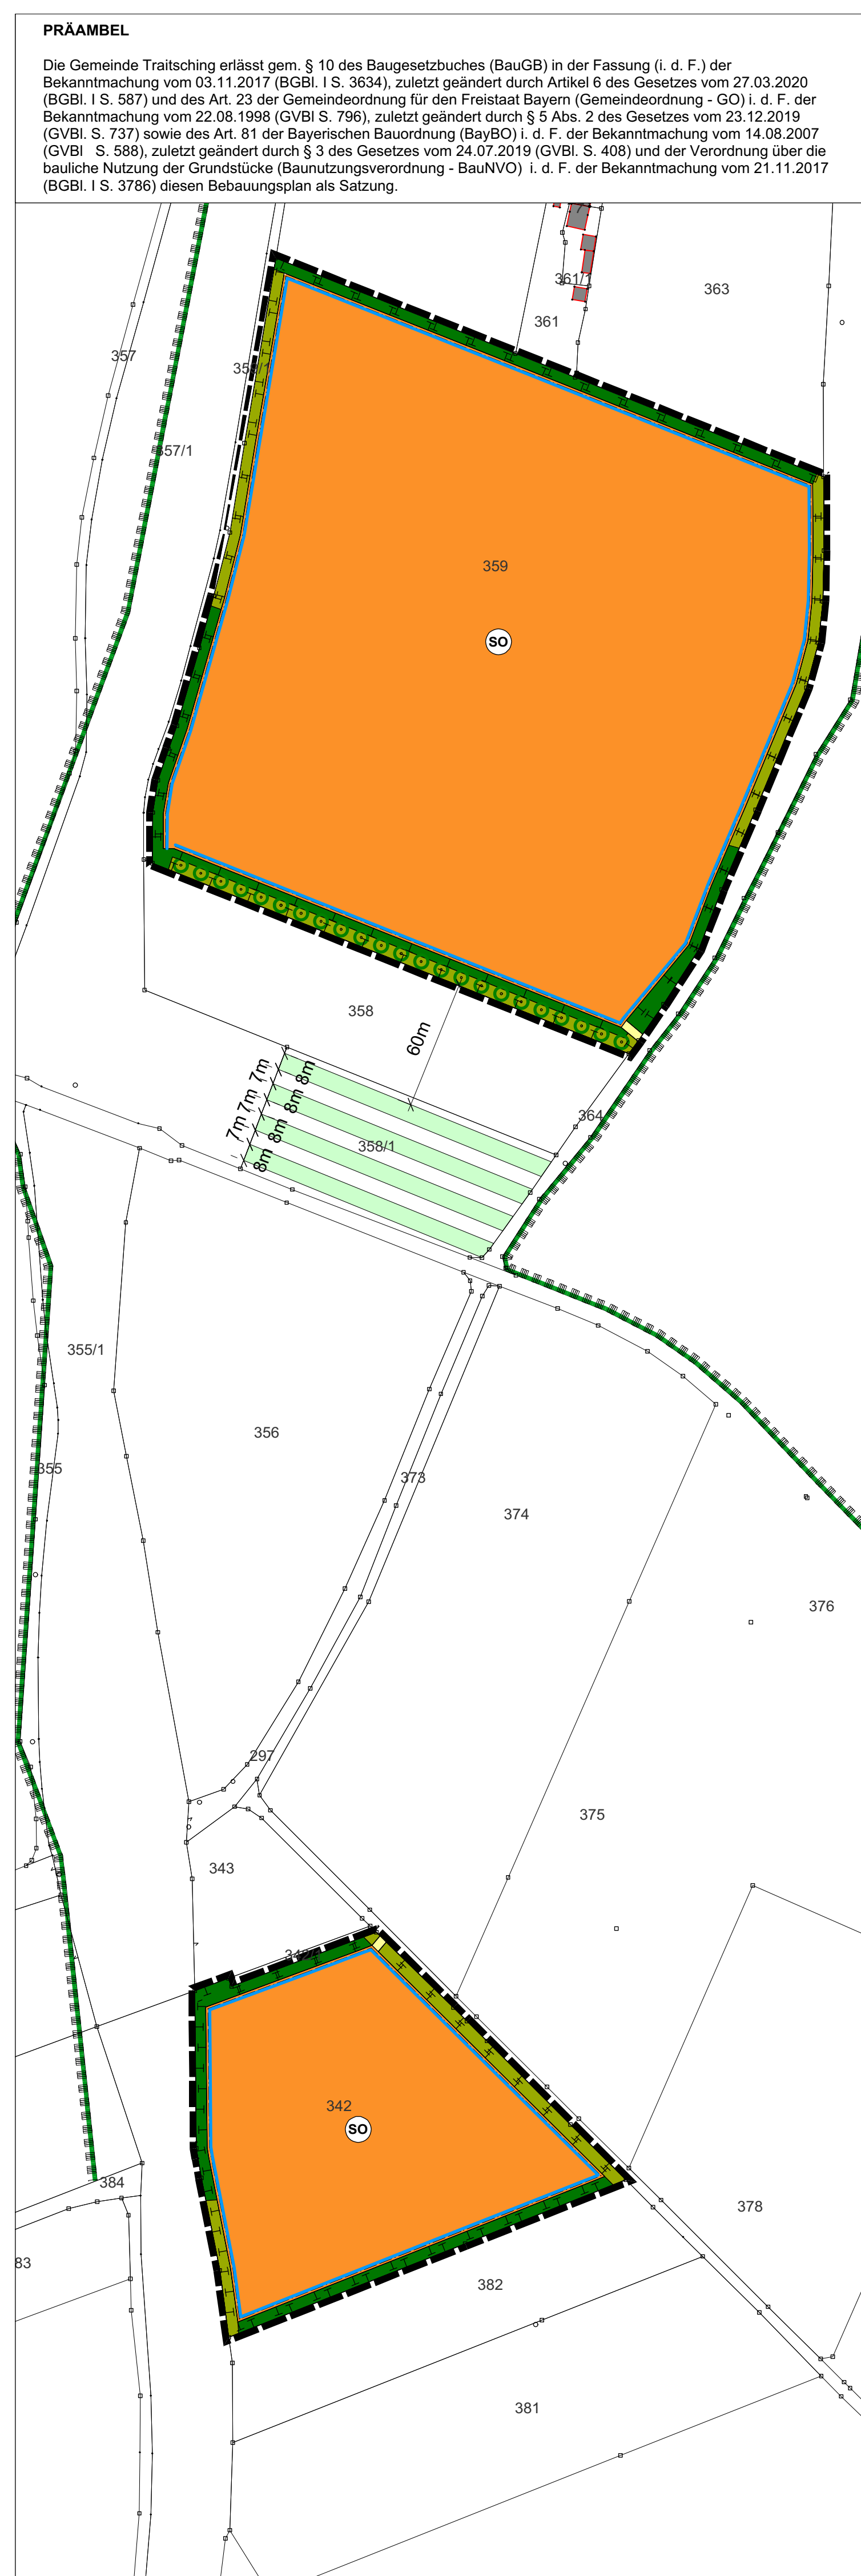 PRÄAMBEL
Die Gemeinde Traitsching erlässt gem. § 10 des Baugesetzbuches (BauGB) in der Fassung (i. d. F.) der
Bekanntmachung vom 03.11.2017 (BGBl. I S. 3634), zuletzt geändert durch Artikel 6 des Gesetzes vom 27.03.2020
(BGBl. I S. 587) und des Art. 23 der Gemeindeordnung für den Freistaat Bayern (Gemeindeordnung - GO) i. d. F. der
Bekanntmachung vom 22.08.1998 (GVBl S. 796), zuletzt geändert durch § 5 Abs. 2 des Gesetzes vom 23.12.2019
(GVBl. S. 737) sowie des Art. 81 der Bayerischen Bauordnung (BayBO) i. d. F. der Bekanntmachung vom 14.08.2007
(GVBl S. 588), zuletzt geändert durch § 3 des Gesetzes vom 24.07.2019 (GVBl. S. 408) und der Verordnung über die
bauliche Nutzung der Grundstücke (Baunutzungsverordnung - BauNVO) i. d. F. der Bekanntmachung vom 21.11.2017
(BGBl. I S. 3786) diesen Bebauungsplan als Satzung.
7
361/1
363
361
357
357/1
359
SO
358
60m
7m
8m
7m
8m
7m
8m
8m
364
358/1
355/1
356
355
373
374
376
297
375
343
342
SO
384
378
83
382
381